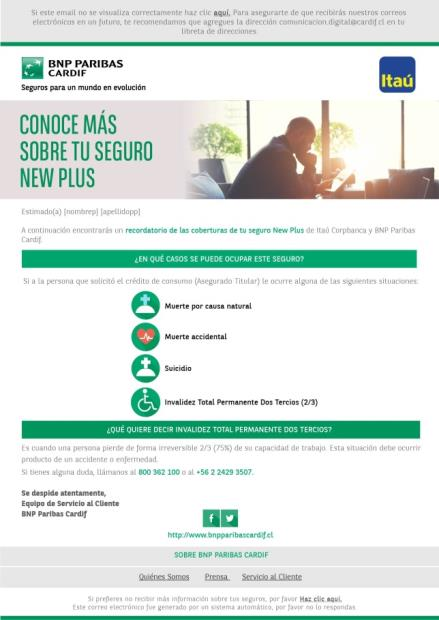 Si este email no se visualiza correctamente haz clic aquí. Para asegurarte de que recibirás nuestros correos
electrónicos en un futuro, te recomendamos que agregues la dirección comunicacion.digital@cardif.cl en tu
libreta de direcciones.
BNP PARIBAS
CARDIF
Seguros para un mundo en evolución
Itaú
CONOCE MÁS
SOBRE TU SEGURO
NEW PLUS
Estimado(a) [nombrep] [apellidopp]
A continuación encontrarás un recordatorio de las coberturas de tu seguro New Plus de Itaú Corpbanca y BNP Paribas
Cardif.
¿EN QUÉ CASOS SE PUEDE OCUPAR ESTE SEGURO?
Si a la persona que solicitó el crédito de consumo (Asegurado Titular) le ocurre alguna de las siguientes situaciones:
Muerte por causa natural
Muerte accidental
Suicidio
Invalidez Total Permanente Dos Tercios (2/3)
¿QUÉ QUIERE DECIR INVALIDEZ TOTAL PERMANENTE DOS TERCIOS?
Es cuando una persona pierde de forma irreversible 2/3 (75%) de su capacidad de trabajo. Esta situación debe ocurrir
producto de un accidente o enfermedad.
Si tienes alguna duda, llámanos al 800 362 100 o al +56 2 2429 3507.
Se despide atentamente,
Equipo de Servicio al Cliente
BNP Paribas Cardif
http://www.bnpparibascardif.cl
SOBRE BNP PARIBAS CARDIF
Quiénes Somos Prensa Servicio al Cliente
Si prefieres no recibir más información sobre tus seguros, por favor Haz clic aquí.
Este correo electrónico fue generado por un sistema automático, por favor no lo respondas